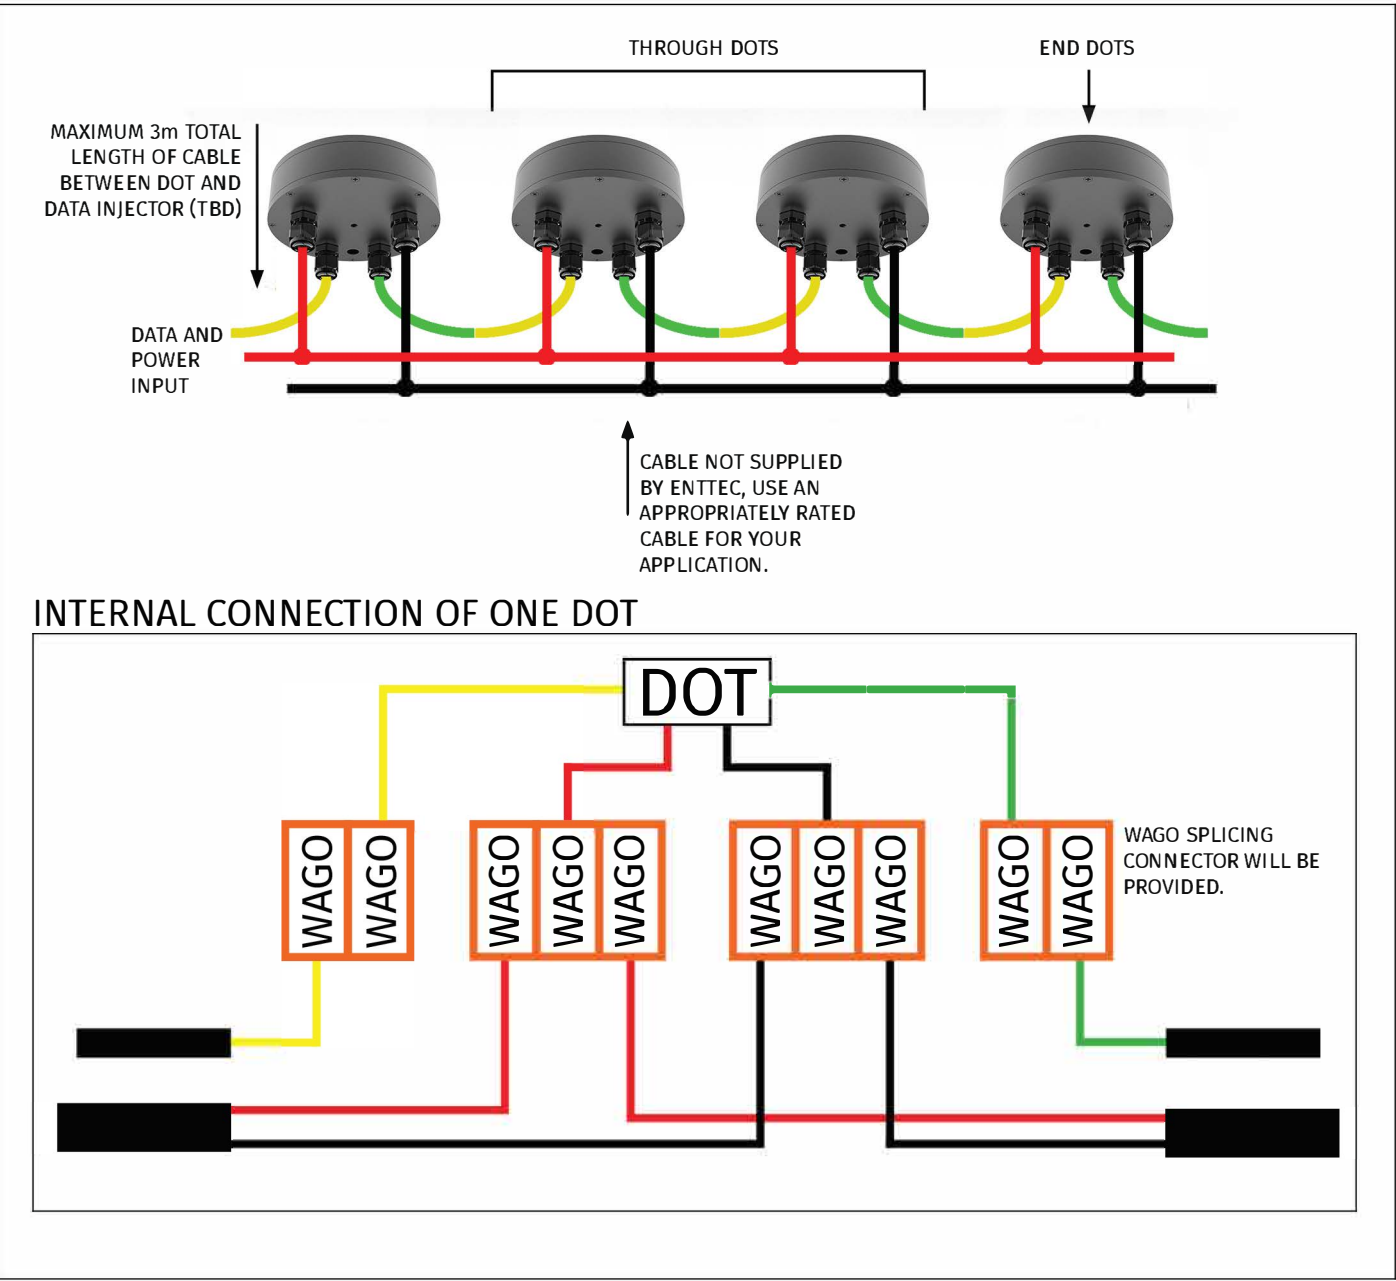 THROUGH DOTS
END DOTS
MAXIMUM 3m TOTAL
LENGTH OF CABLE
BETWEEN DOT AND
DATA INJECTOR (TBD)
DATA AND
POWER
INPUT
CABLE NOT SUPPLIED
BY ENTTEC, USE AN
APPROPRIATELY RATED
CABLE FOR YOUR
APPLICATION.
INTERNAL CONNECTION OF ONE DOT
DOT
WAGO
WAGO
WAGO
WAGO
WAGO
WAGO
WAGO
WAGO
WAGO
WAGO
WAGO SPLICING
CONNECTOR WILL BE
PROVIDED.